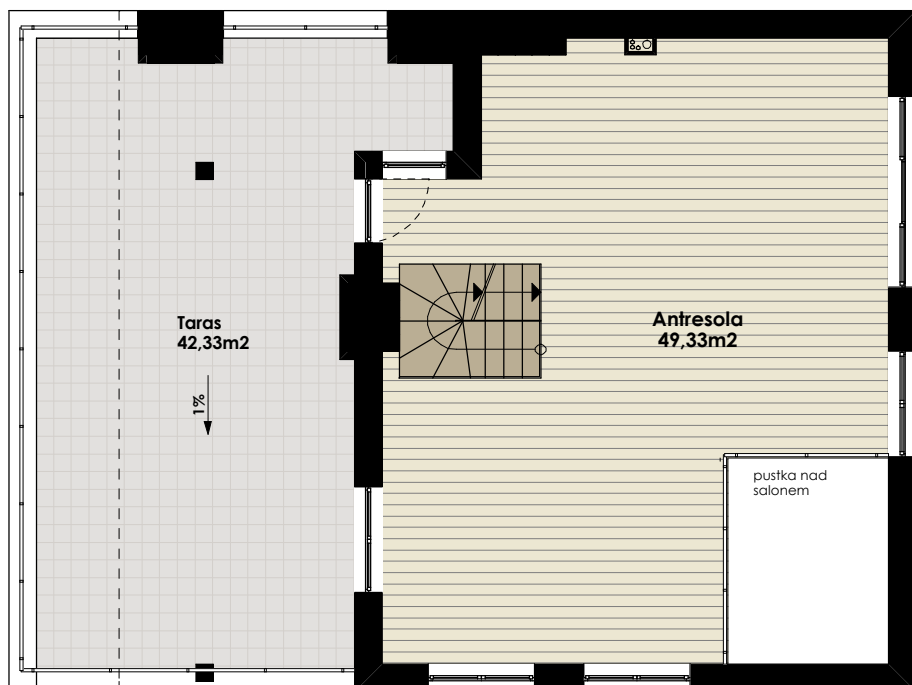 Taras
42,33m2
1%
Antresola
49,33m2
pustka nad
salonem